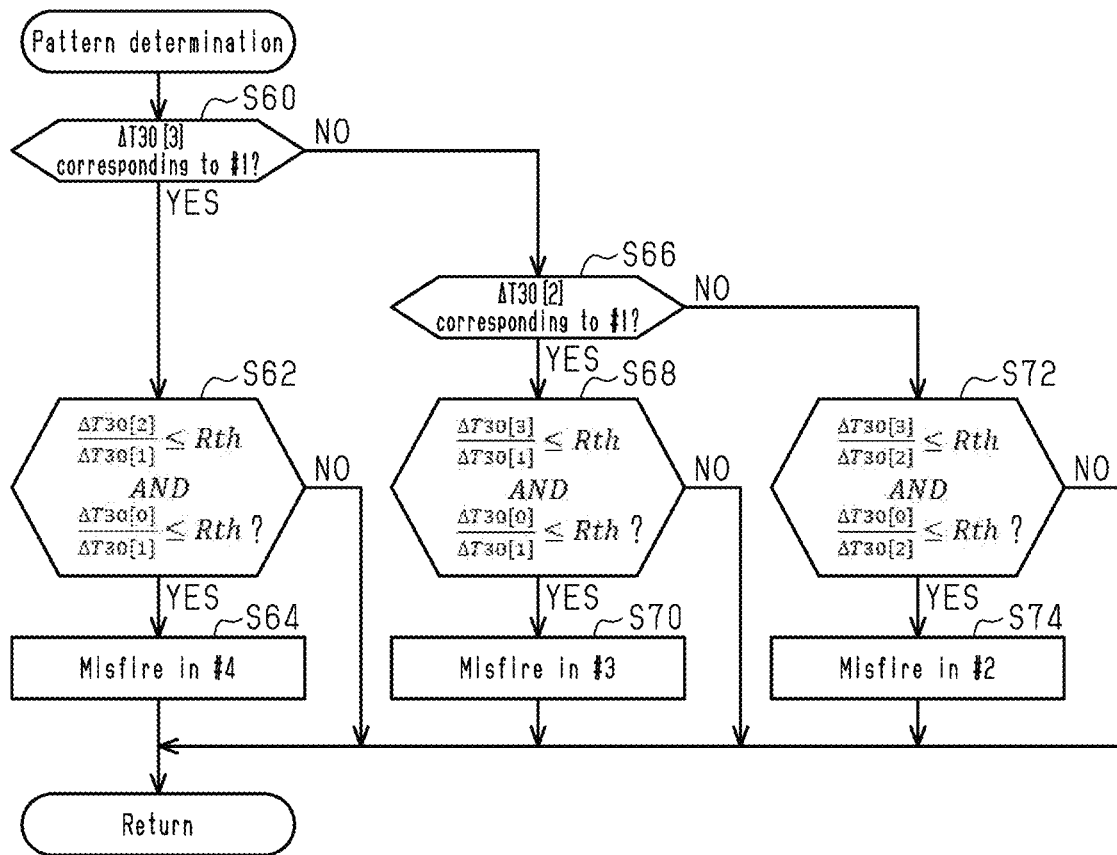 Pattern determination
S60
ΔT30[3]
corresponding to #1?
NO
YES
S66
ΔT30[2]
corresponding to #1?
NO
YES
S62
ΔT30[2]/ΔT30[1] ≤ Rth
AND
ΔT30[0]/ΔT30[1] ≤ Rth ?
NO
YES
S68
ΔT30[3]/ΔT30[1] ≤ Rth
AND
ΔT30[0]/ΔT30[1] ≤ Rth ?
NO
YES
S72
ΔT30[3]/ΔT30[2] ≤ Rth
AND
ΔT30[0]/ΔT30[2] ≤ Rth ?
NO
YES
S64
Misfire in #4
S70
Misfire in #3
S74
Misfire in #2
Return